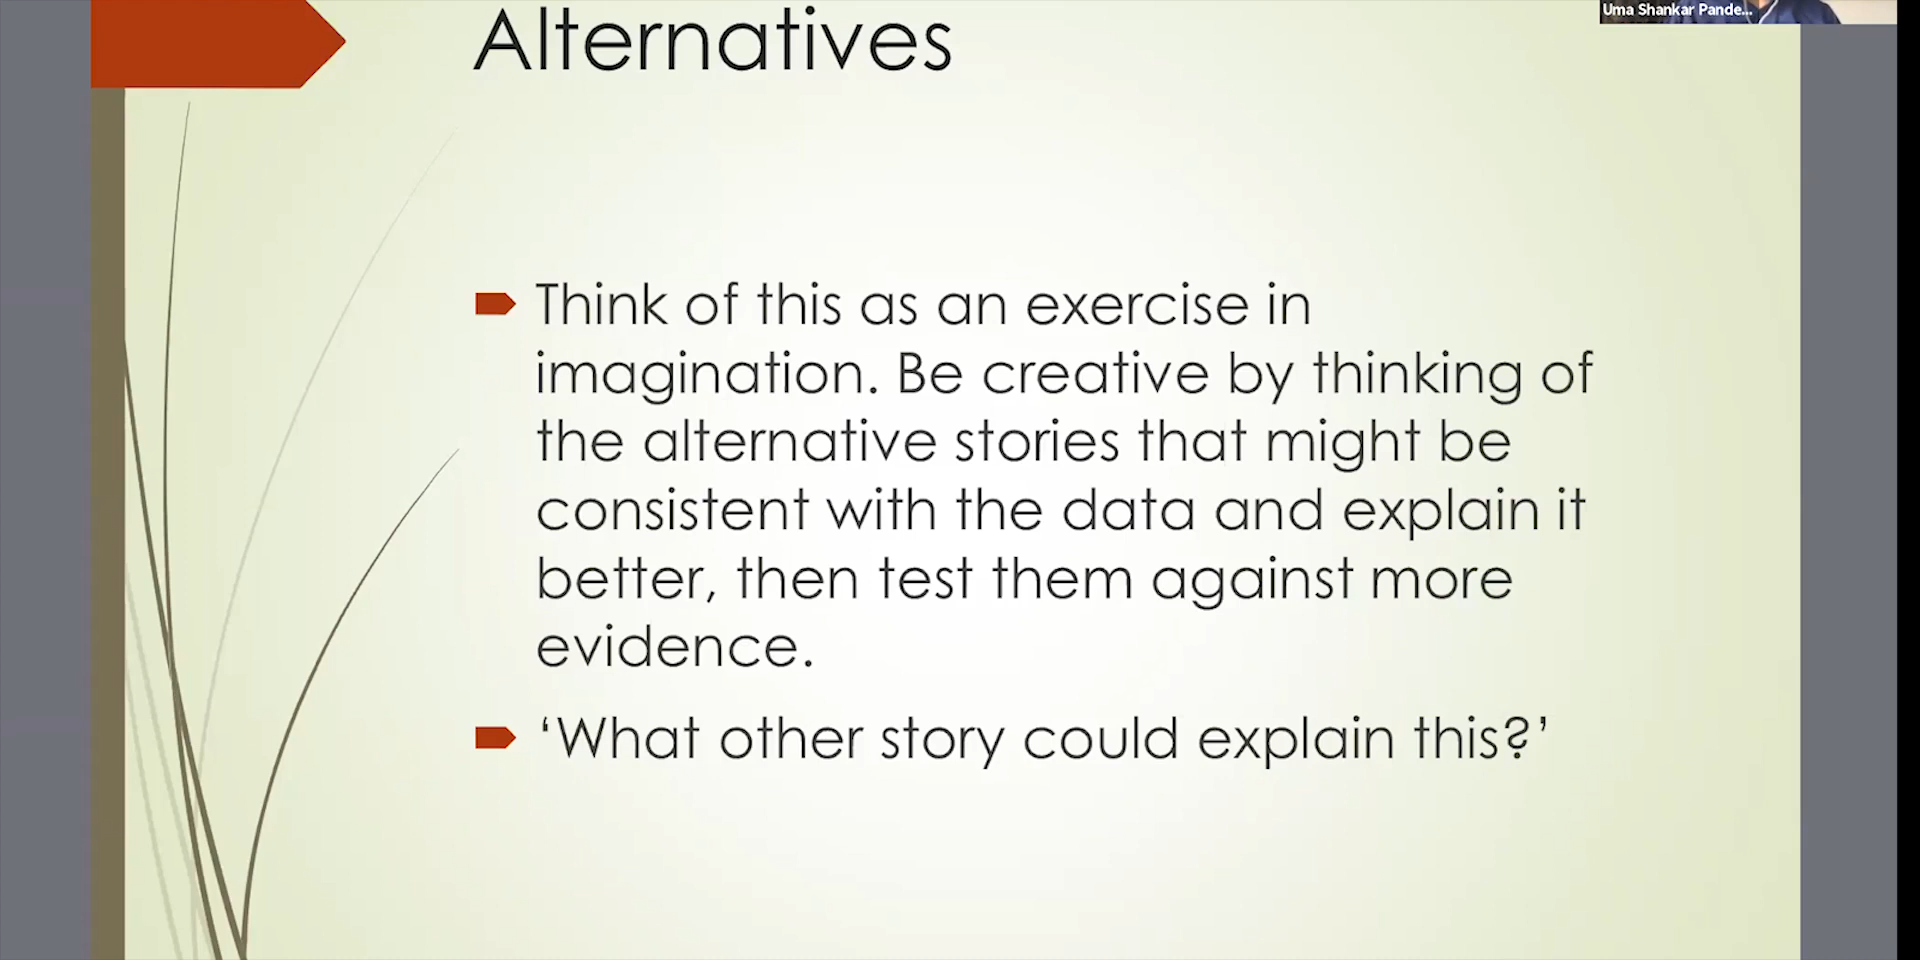 Uma Shankar Pande...
Alternatives
Think of this as an exercise in
imagination. Be creative by thinking of
the alternative stories that might be
consistent with the data and explain it
better, then test them against more
evidence.
‘What other story could explain this?’